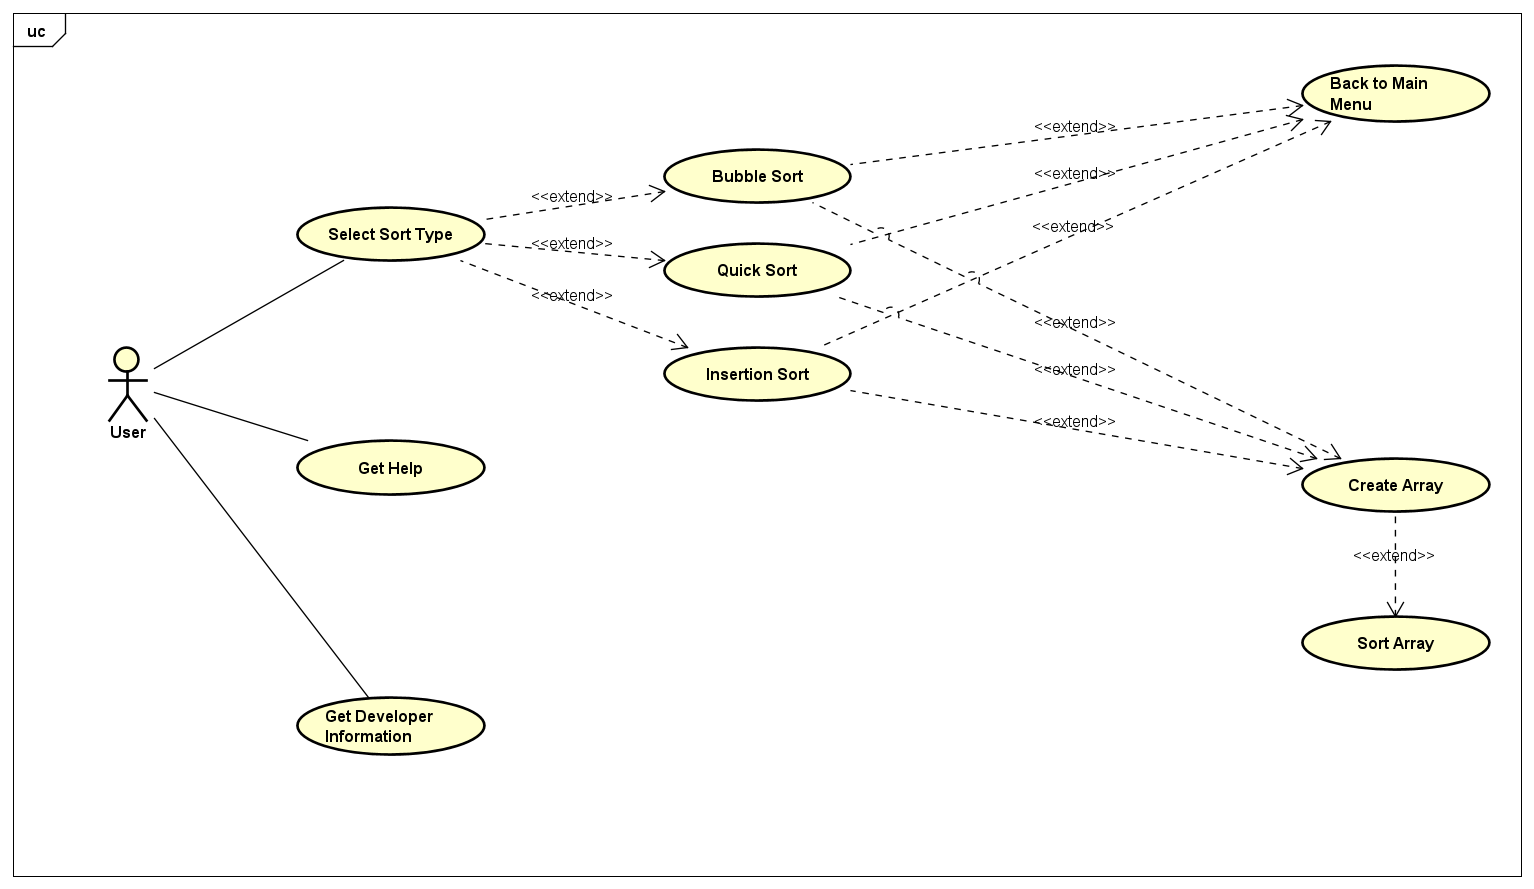 uc
Back to Main
Menu
<<extend>>
Bubble Sort
<<extend>>
<<extend>>
Select Sort Type
<<extend>>
<<extend>>
Quick Sort
<<extend>>
<<extend>>
<<extend>>
Insertion Sort
<<extend>>
<<extend>>
User
Get Help
Create Array
<<extend>>
Sort Array
Get Developer
Information